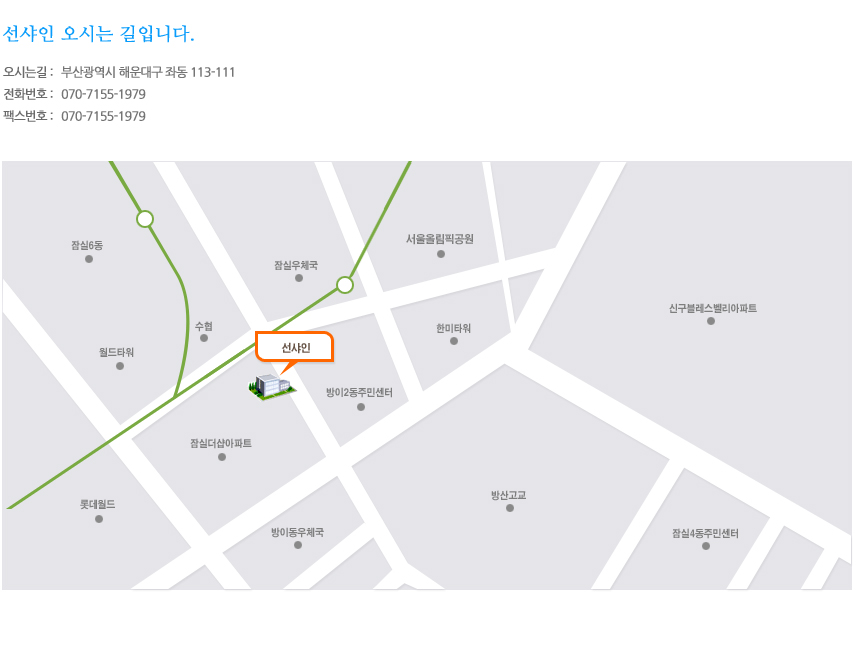 선샤인 오시는 길입니다.
오시는길 : 부산광역시 해운대구 좌동 113-111
전화번호 : 070-7155-1979
팩스번호 : 070-7155-1979
잠실6동
서울올림픽공원
잠실우체국
신구블레스벨리아파트
수협
한미타워
선샤인
월드타워
방이2동주민센터
잠실더샵아파트
방산고교
롯데월드
방이동우체국
잠실4동주민센터